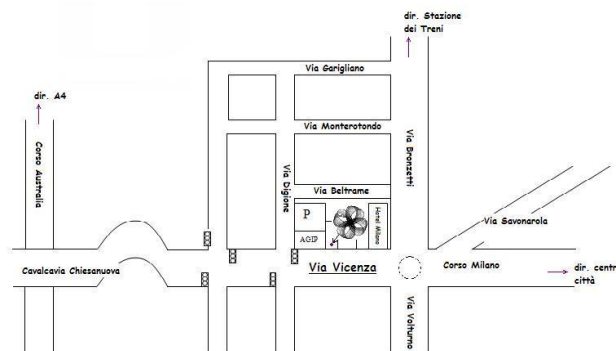 dir. Stazione
dei Treni
Via Garigliano
dir. A4
Via Monterotondo
Corso Australia
Via Digione
Via Bronzetti
Via Beltrame
P
Hotel Milano
Via Savonarola
AGIP
Cavalcavia Chiesanuova
Via Vicenza
Corso Milano
dir. centr
città
Via Volturno